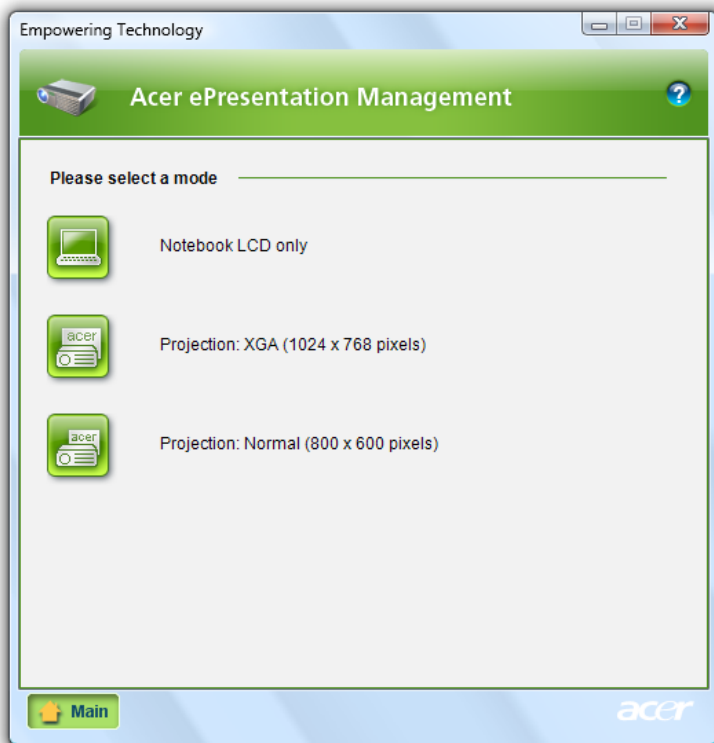 Empowering Technology
Acer ePresentation Management
?
Please select a mode
Notebook LCD only
acer
Projection: XGA (1024 x 768 pixels)
acer
Projection: Normal (800 x 600 pixels)
Main
acer